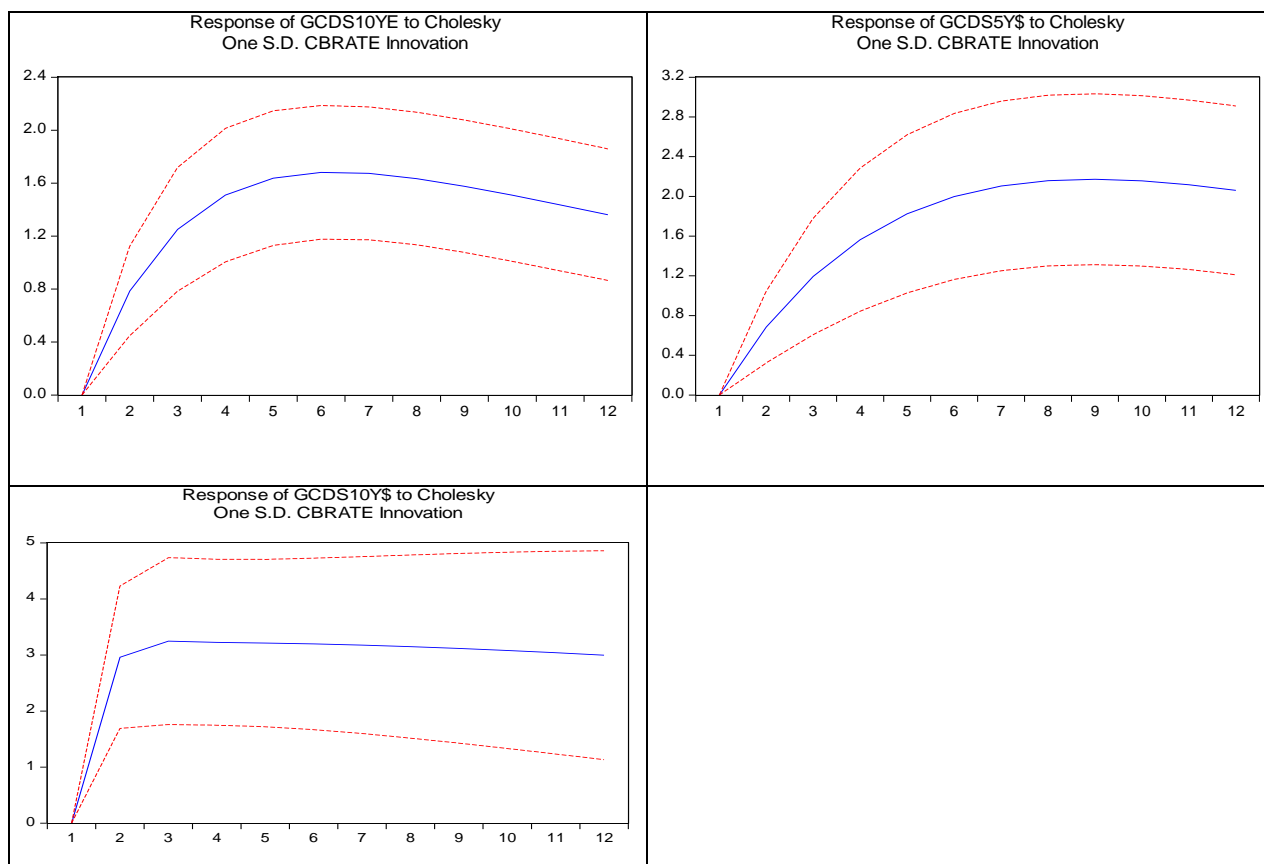 Response of GCDS10YE to Cholesky
One S.D. CBRATE Innovation
2.4
2.0
1.6
1.2
0.8
0.4
0.0
1 2 3 4 5 6 7 8 9 10 11 12
Response of GCDS5Y$ to Cholesky
One S.D. CBRATE Innovation
3.2
2.8
2.4
2.0
1.6
1.2
0.8
0.4
0.0
1 2 3 4 5 6 7 8 9 10 11 12
Response of GCDS10Y$ to Cholesky
One S.D. CBRATE Innovation
5
4
3
2
1
0
1 2 3 4 5 6 7 8 9 10 11 12